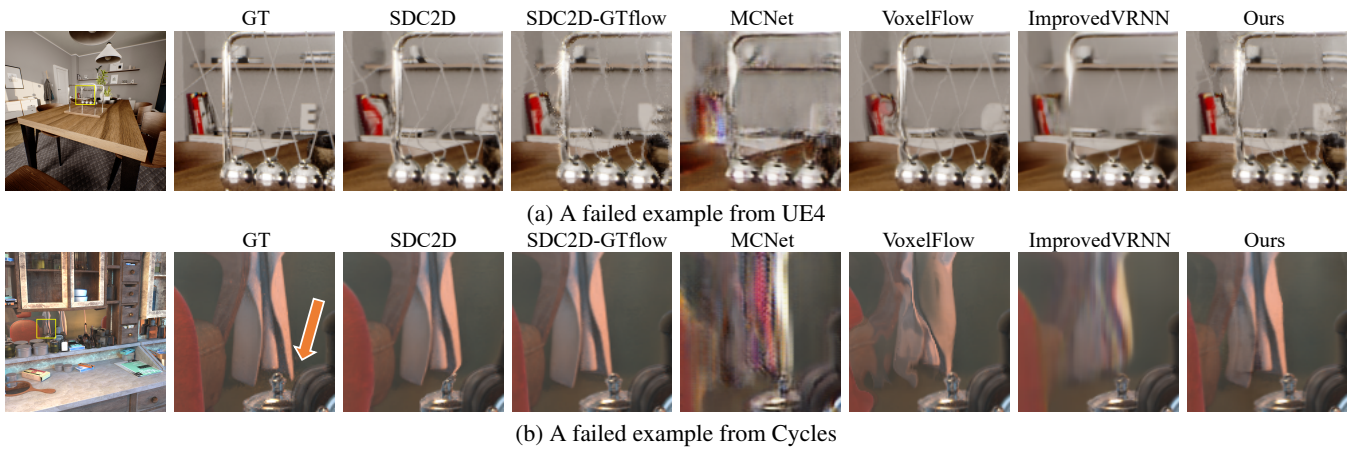 GT SDC2D SDC2D-GTflow MCNet VoxelFlow ImprovedVRNN Ours
(a) A failed example from UE4
GT SDC2D SDC2D-GTflow MCNet VoxelFlow ImprovedVRNN Ours
(b) A failed example from Cycles